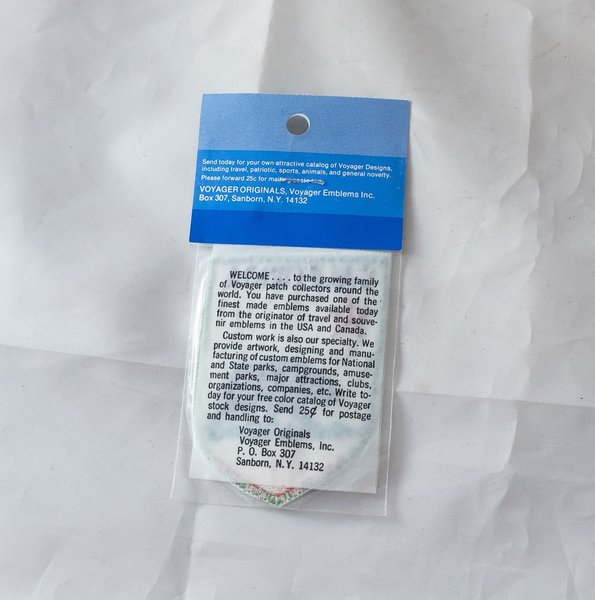 Send today for your own attractive catalog of Voyager Designs,
including travel, patriotic, sports, animals, and general novelty.
Please forward 25c for
VOYAGER ORIGINALS, Voyager Emblems Inc.
Box 307, Sanborn, N.Y. 14132
WELCOME . . . . to the growing family
of Voyager patch collectors around the
world. You have purchased one of the
finest made emblems available today
from the originator of travel and souve-
nir emblems in the USA and Canada.
Custom work is also our specialty. We
provide artwork, designing and manu-
facturing of custom emblems for National
and State parks, campgrounds, amuse-
ment parks, major attractions, clubs,
organizations, companies, etc. Write to-
day for your free color catalog of Voyager
stock designs. Send 25¢ for postage
and handling to:
Voyager Originals
Voyager Emblems, Inc.
P. O. Box 307
Sanborn, N.Y. 14132